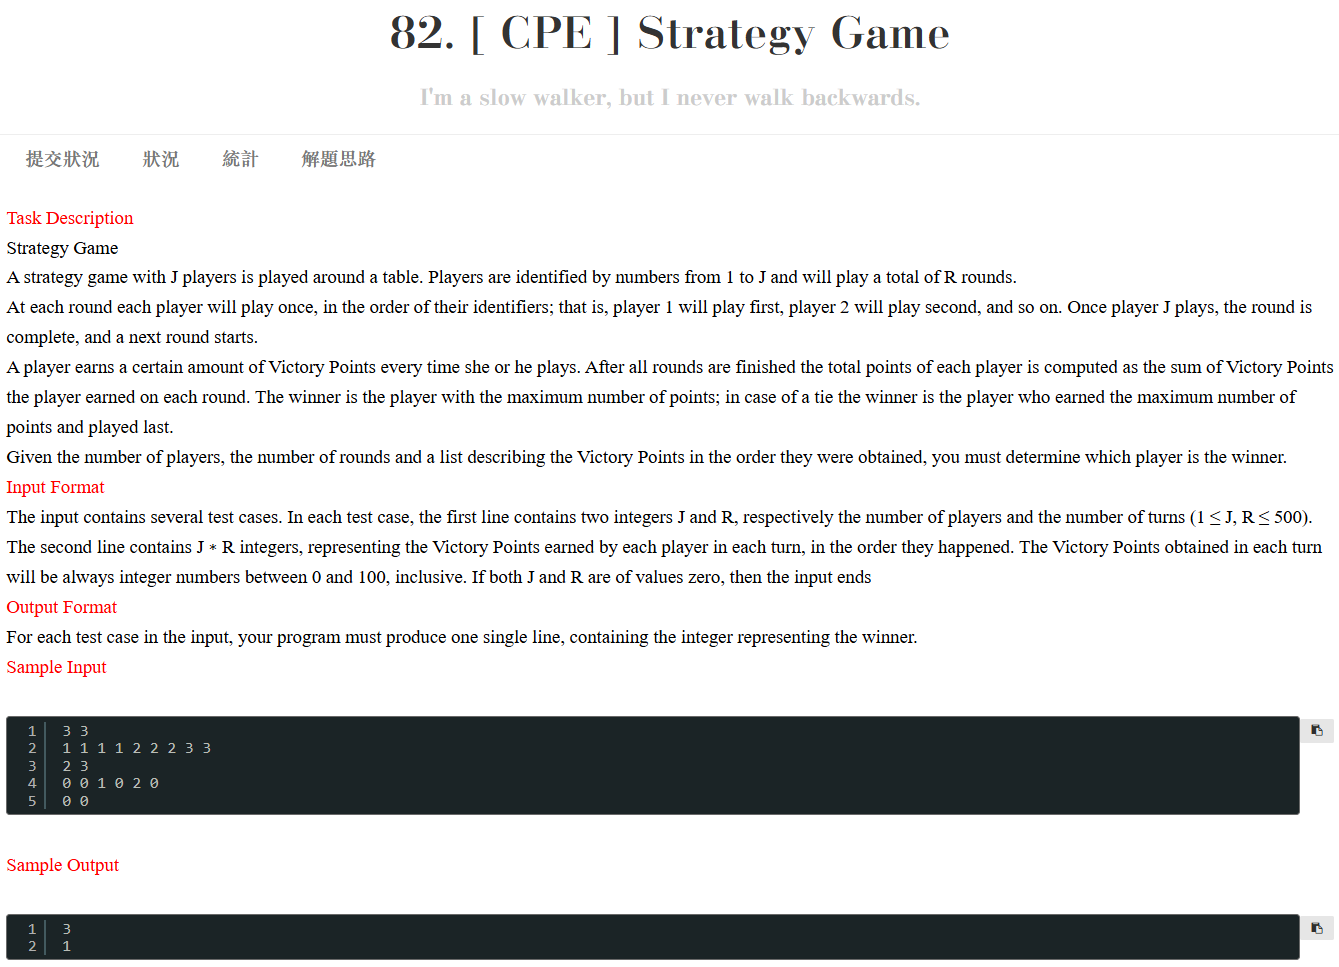 82. [ CPE ] Strategy Game
I'm a slow walker, but I never walk backwards.
提交狀況 狀況 統計 解題思路
Task Description
Strategy Game
A strategy game with J players is played around a table. Players are identified by numbers from 1 to J and will play a total of R rounds.
At each round each player will play once, in the order of their identifiers; that is, player 1 will play first, player 2 will play second, and so on. Once player J plays, the round is
complete, and a next round starts.
A player earns a certain amount of Victory Points every time she or he plays. After all rounds are finished the total points of each player is computed as the sum of Victory Points
the player earned on each round. The winner is the player with the maximum number of points; in case of a tie the winner is the player who earned the maximum number of
points and played last.
Given the number of players, the number of rounds and a list describing the Victory Points in the order they were obtained, you must determine which player is the winner.
Input Format
The input contains several test cases. In each test case, the first line contains two integers J and R, respectively the number of players and the number of turns (1 ≤ J, R ≤ 500).
The second line contains J ∗ R integers, representing the Victory Points earned by each player in each turn, in the order they happened. The Victory Points obtained in each turn
will be always integer numbers between 0 and 100, inclusive. If both J and R are of values zero, then the input ends
Output Format
For each test case in the input, your program must produce one single line, containing the integer representing the winner.
Sample Input
1 3 3
2 1 1 1 1 2 2 2 3 3
3 2 3
4 0 0 1 0 2 0
5 0 0
Sample Output
1 3
2 1